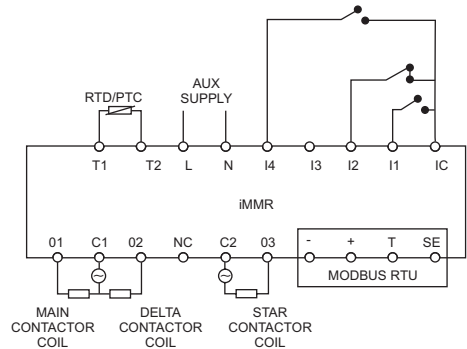 AUX
SUPPLY
RTD/PTC
T1 T2 L N I4 I3 I2 I1 IC
iMMR
01 C1 02 NC C2 03 - + T SE
MODBUS RTU
MAIN
CONTACTOR
COIL
DELTA
CONTACTOR
COIL
STAR
CONTACTOR
COIL